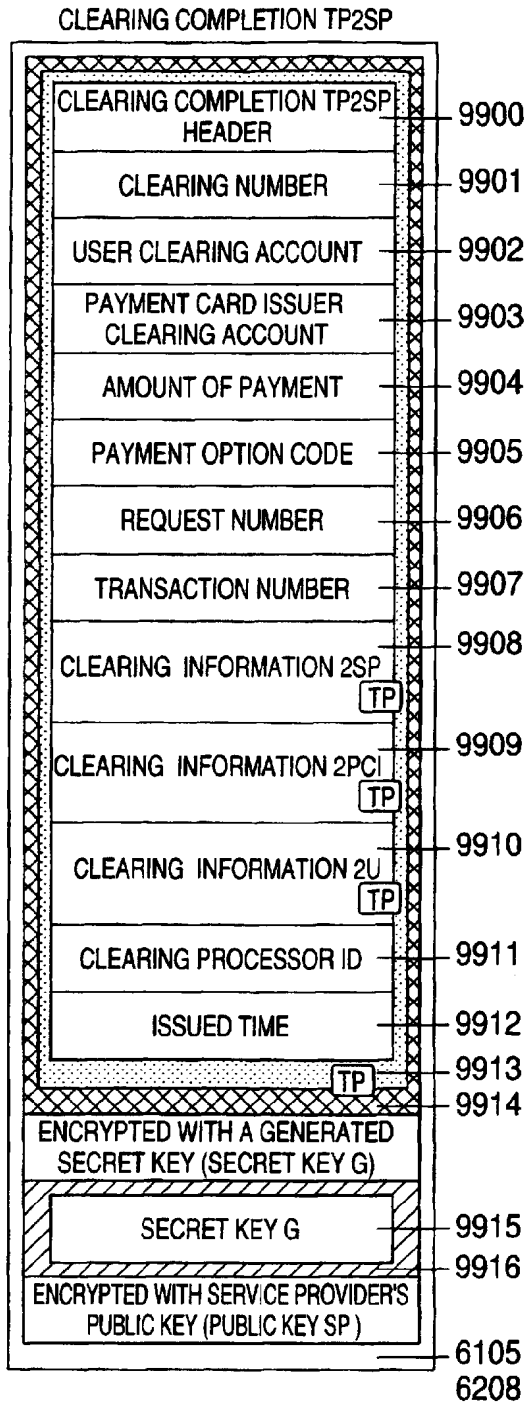 CLEARING COMPLETION TP2SP
CLEARING COMPLETION TP2SP
HEADER
9900
CLEARING NUMBER
9901
USER CLEARING ACCOUNT
9902
PAYMENT CARD ISSUER
CLEARING ACCOUNT
9903
AMOUNT OF PAYMENT
9904
PAYMENT OPTION CODE
9905
REQUEST NUMBER
9906
TRANSACTION NUMBER
9907
CLEARING INFORMATION 2SP
TP
9908
CLEARING INFORMATION 2PCI
TP
9909
CLEARING INFORMATION 2U
TP
9910
CLEARING PROCESSOR ID
9911
ISSUED TIME
9912
TP
9913
9914
ENCRYPTED WITH A GENERATED
SECRET KEY (SECRET KEY G)
SECRET KEY G
9915
9916
ENCRYPTED WITH SERVICE PROVIDER'S
PUBLIC KEY (PUBLIC KEY SP )
6105
6208